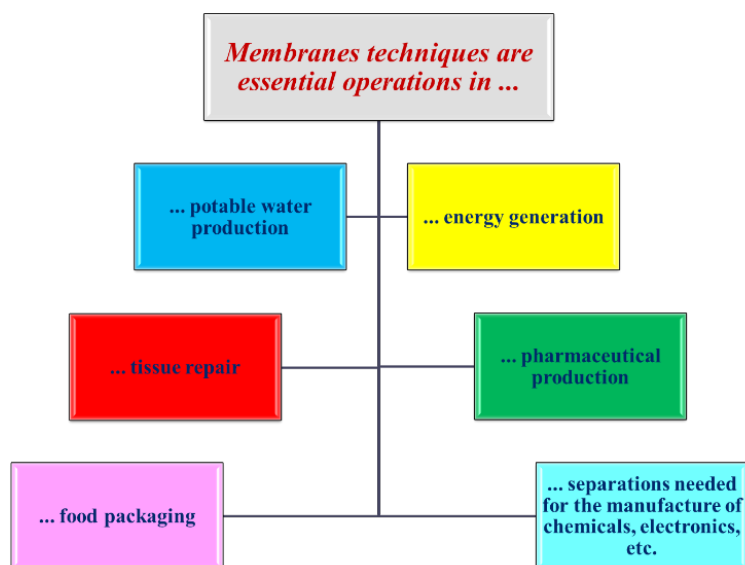 Membranes techniques are
essential operations in ...
... potable water
production
... energy generation
... tissue repair
... pharmaceutical
production
... food packaging
... separations needed
for the manufacture of
chemicals, electronics,
etc.